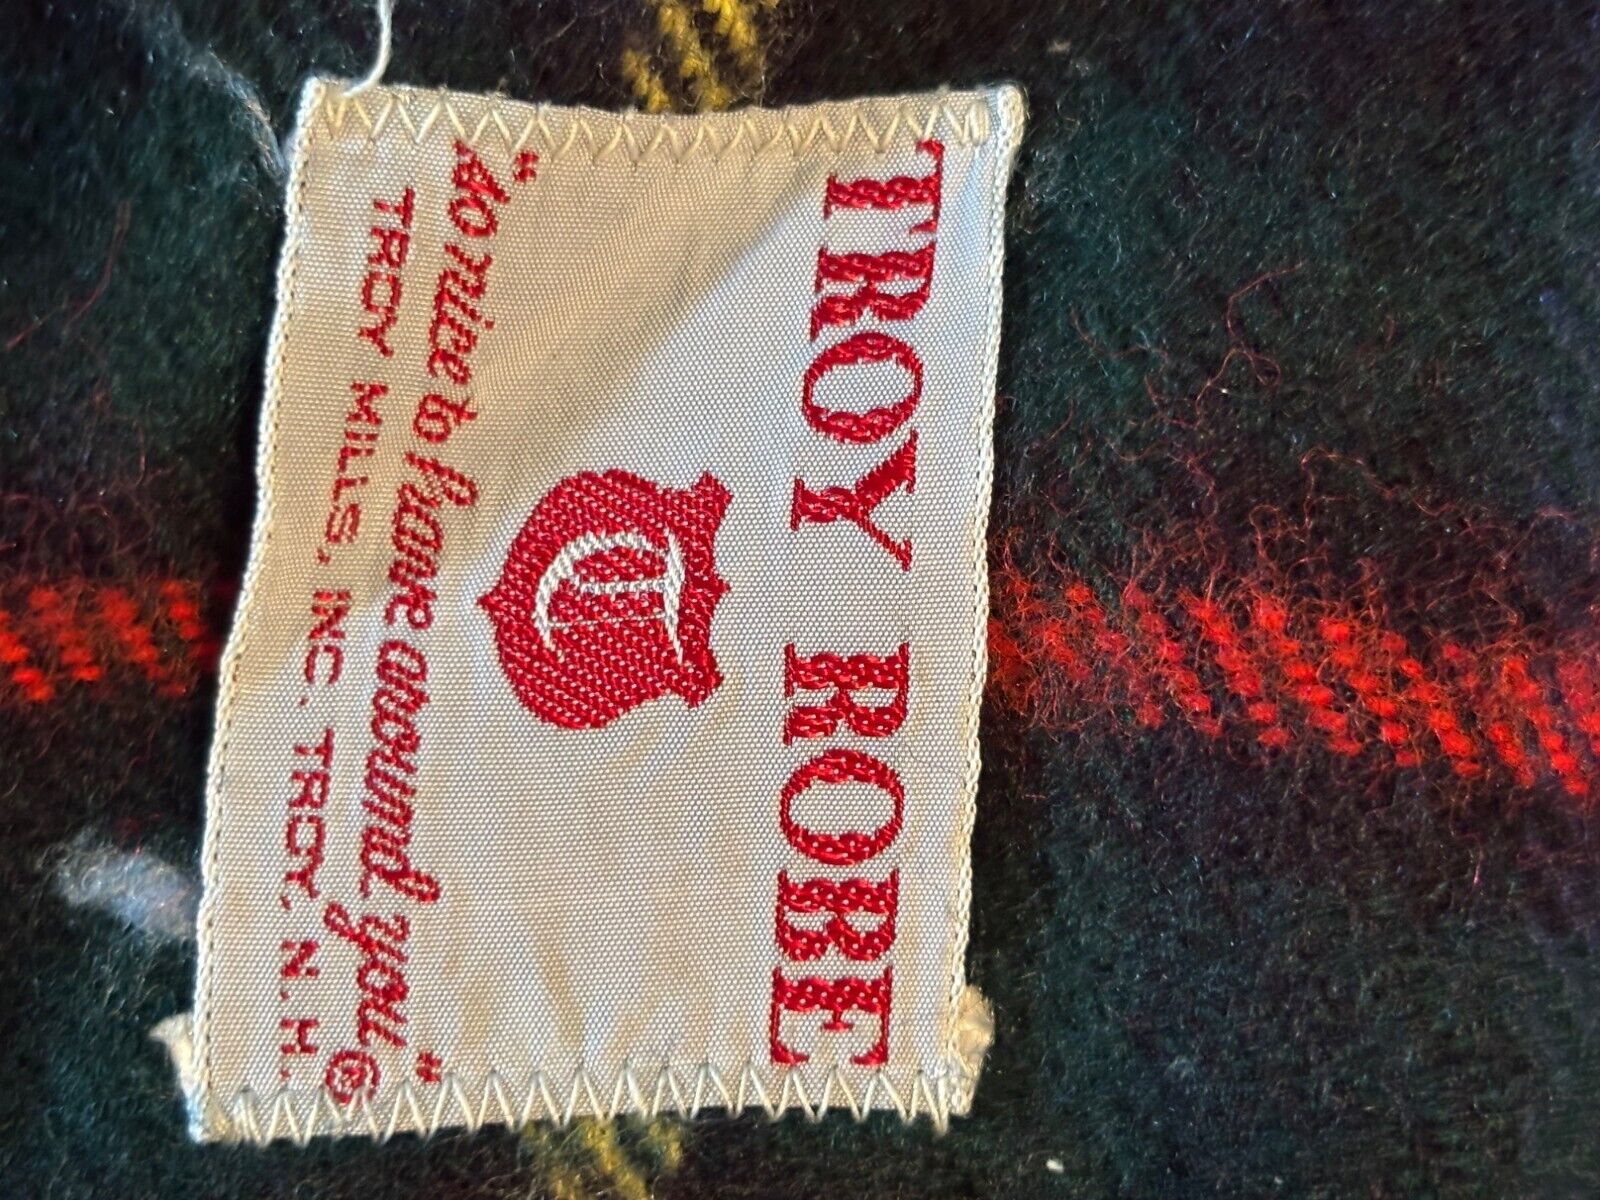 TROY ROBE
T
"so nice to have around you"®
TROY MILLS, INC. TROY, N.H.